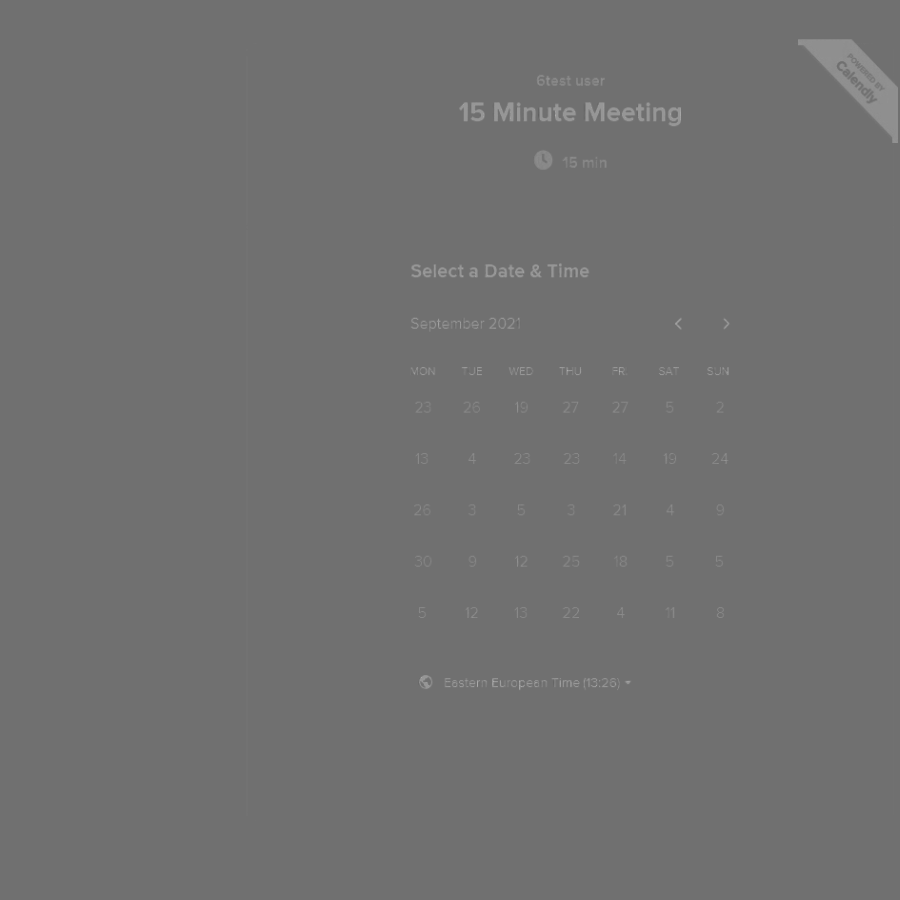 POWERED BY
Calendly
6test user
15 Minute Meeting
15 min
Select a Date & Time
September 2021
MON TUE WED THU FR SAT SUN
23 26 19 27 27 5 2
13 4 23 23 14 19 24
26 3 5 3 21 4 9
30 9 12 25 18 5 5
5 12 13 22 4 11 8
Eastern European Time (13:26)